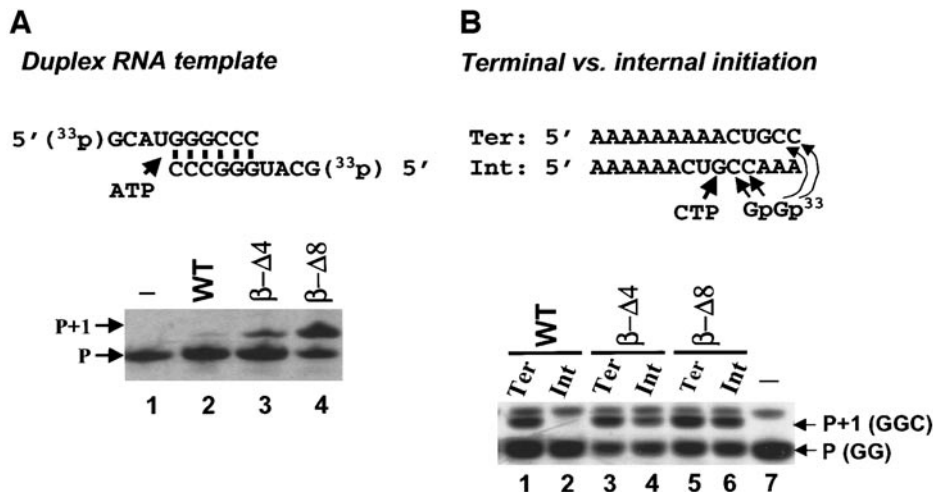 A
Duplex RNA template
5′(³³p)GCAUGGGCCC
CCCGGGUACG(³³p) 5′
ATP
– WT β–Δ4 β–Δ8
P+1
P
1 2 3 4
B
Terminal vs. internal initiation
Ter: 5′ AAAAAAAAAACUGCC
Int: 5′ AAAAAACUGCCAAA
CTP GpGp³³
WT β–Δ4 β–Δ8
Ter Int Ter Int Ter Int –
P+1 (GGC)
P (GG)
1 2 3 4 5 6 7